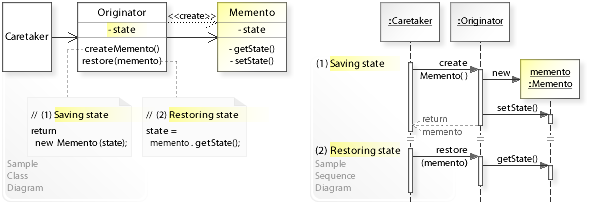 Caretaker
Originator
- state
createMemento()
restore(memento)
<<create>>
Memento
- state
- getState()
- setState()
// (1) Saving state
return
new Memento (state);
// (2) Restoring state
state =
memento . getState();
Sample
Class
Diagram
:Caretaker
:Originator
(1) Saving state
create
Memento( )
new
memento
:Memento
setState()
return
memento
(2) Restoring state
restore
(memento)
getState()
Sample
Sequence
Diagram